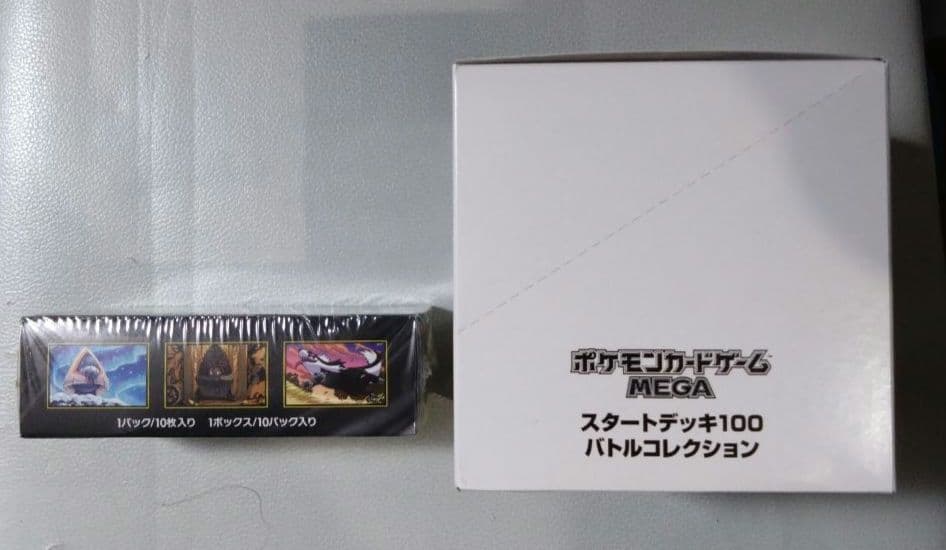 1パック/10枚入り 1ボックス/10パック入り
ポケモンカードゲーム
MEGA
スタートデッキ100
バトルコレクション